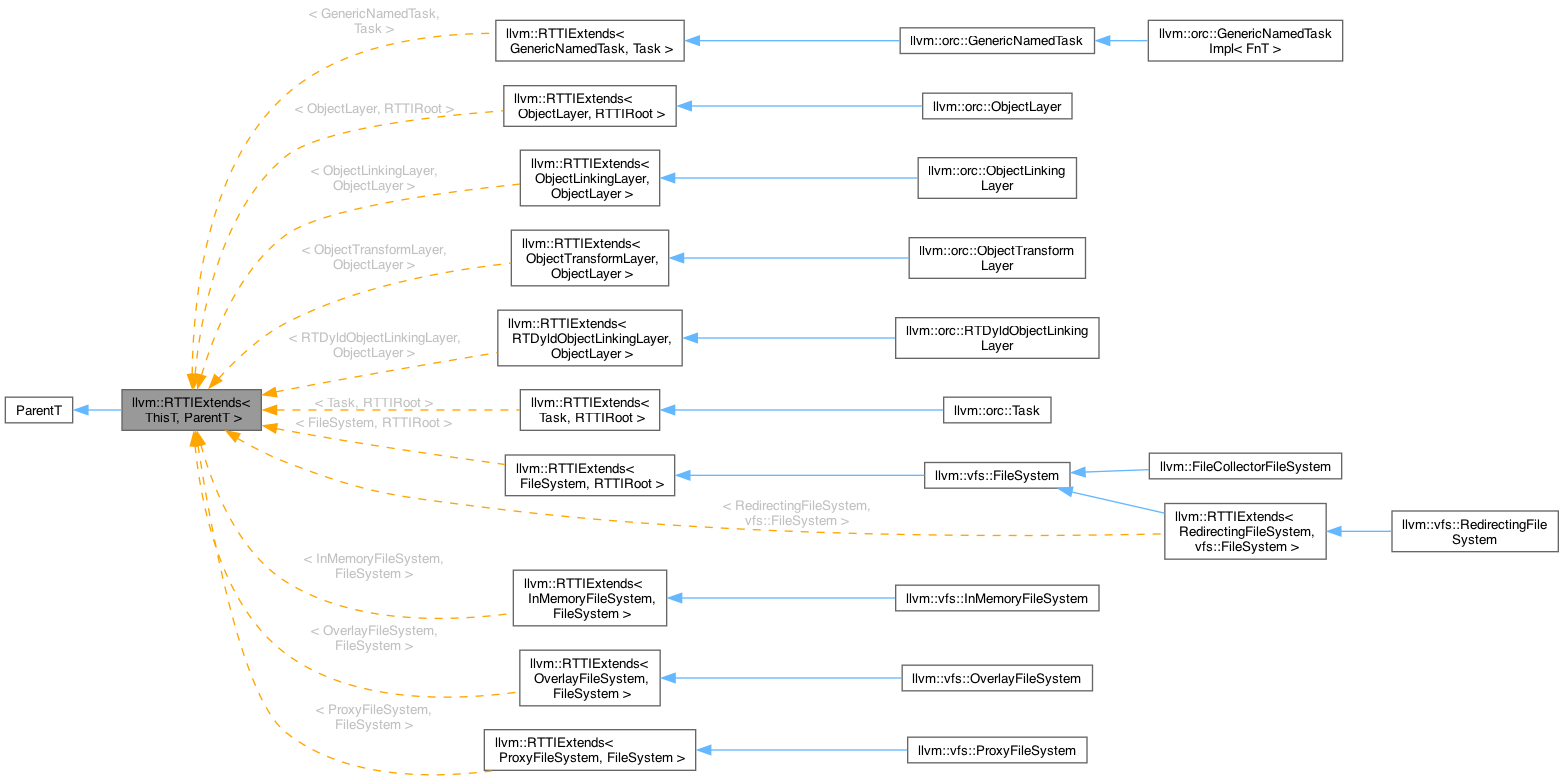 < GenericNamedTask,
Task >
llvm::RTTIExtends<
GenericNamedTask, Task >
llvm::orc::GenericNamedTask
llvm::orc::GenericNamedTask
Impl< FnT >
< ObjectLayer, RTTIRoot >
llvm::RTTIExtends<
ObjectLayer, RTTIRoot >
llvm::orc::ObjectLayer
< ObjectLinkingLayer,
ObjectLayer >
llvm::RTTIExtends<
ObjectLinkingLayer,
ObjectLayer >
llvm::orc::ObjectLinking
Layer
< ObjectTransformLayer,
ObjectLayer >
llvm::RTTIExtends<
ObjectTransformLayer,
ObjectLayer >
llvm::orc::ObjectTransform
Layer
< RTDyldObjectLinkingLayer,
ObjectLayer >
llvm::RTTIExtends<
RTDyldObjectLinkingLayer,
ObjectLayer >
llvm::orc::RTDyldObjectLinking
Layer
ParentT
llvm::RTTIExtends<
ThisT, ParentT >
< Task, RTTIRoot >
llvm::RTTIExtends<
Task, RTTIRoot >
llvm::orc::Task
< FileSystem, RTTIRoot >
llvm::RTTIExtends<
FileSystem, RTTIRoot >
llvm::vfs::FileSystem
llvm::FileCollectorFileSystem
< RedirectingFileSystem,
vfs::FileSystem >
llvm::RTTIExtends<
RedirectingFileSystem,
vfs::FileSystem >
llvm::vfs::RedirectingFile
System
< InMemoryFileSystem,
FileSystem >
llvm::RTTIExtends<
InMemoryFileSystem,
FileSystem >
llvm::vfs::InMemoryFileSystem
< OverlayFileSystem,
FileSystem >
llvm::RTTIExtends<
OverlayFileSystem,
FileSystem >
llvm::vfs::OverlayFileSystem
< ProxyFileSystem,
FileSystem >
llvm::RTTIExtends<
ProxyFileSystem, FileSystem >
llvm::vfs::ProxyFileSystem